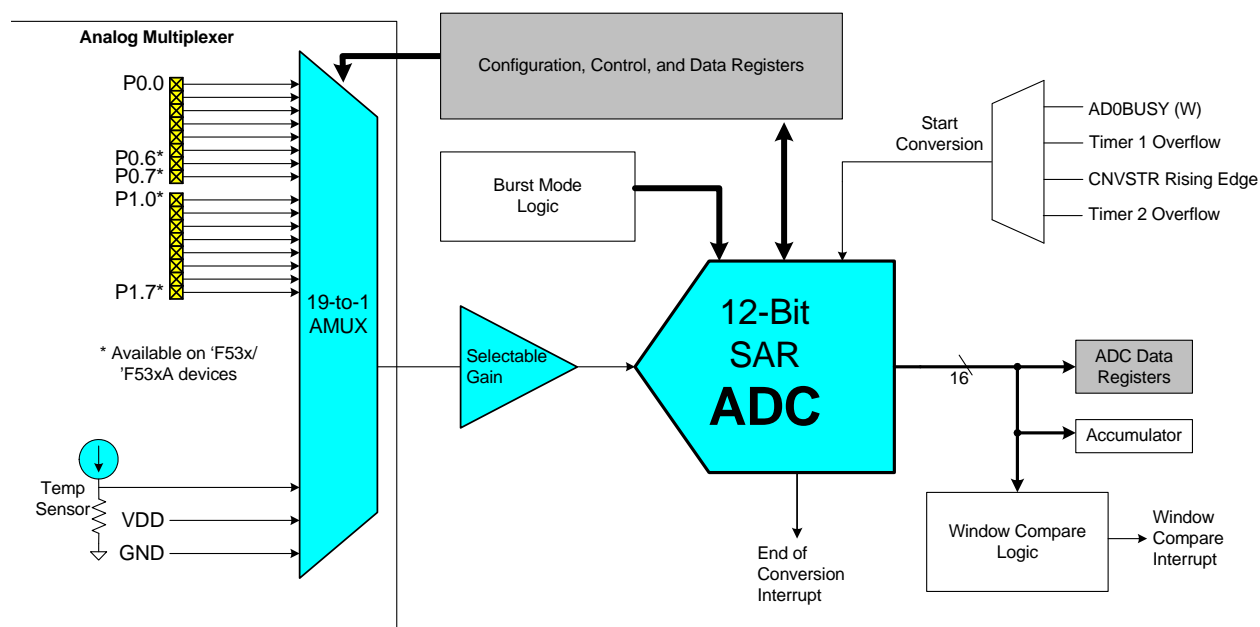 Analog Multiplexer
P0.0
P0.6*
P0.7*
P1.0*
P1.7*
19-to-1
AMUX
* Available on ‘F53x/
’F53xA devices
Temp
Sensor
VDD
GND
Configuration, Control, and Data Registers
Burst Mode
Logic
Start
Conversion
AD0BUSY (W)
Timer 1 Overflow
CNVSTR Rising Edge
Timer 2 Overflow
Selectable
Gain
12-Bit
SAR
ADC
16
ADC Data
Registers
Accumulator
Window Compare
Logic
Window
Compare
Interrupt
End of
Conversion
Interrupt